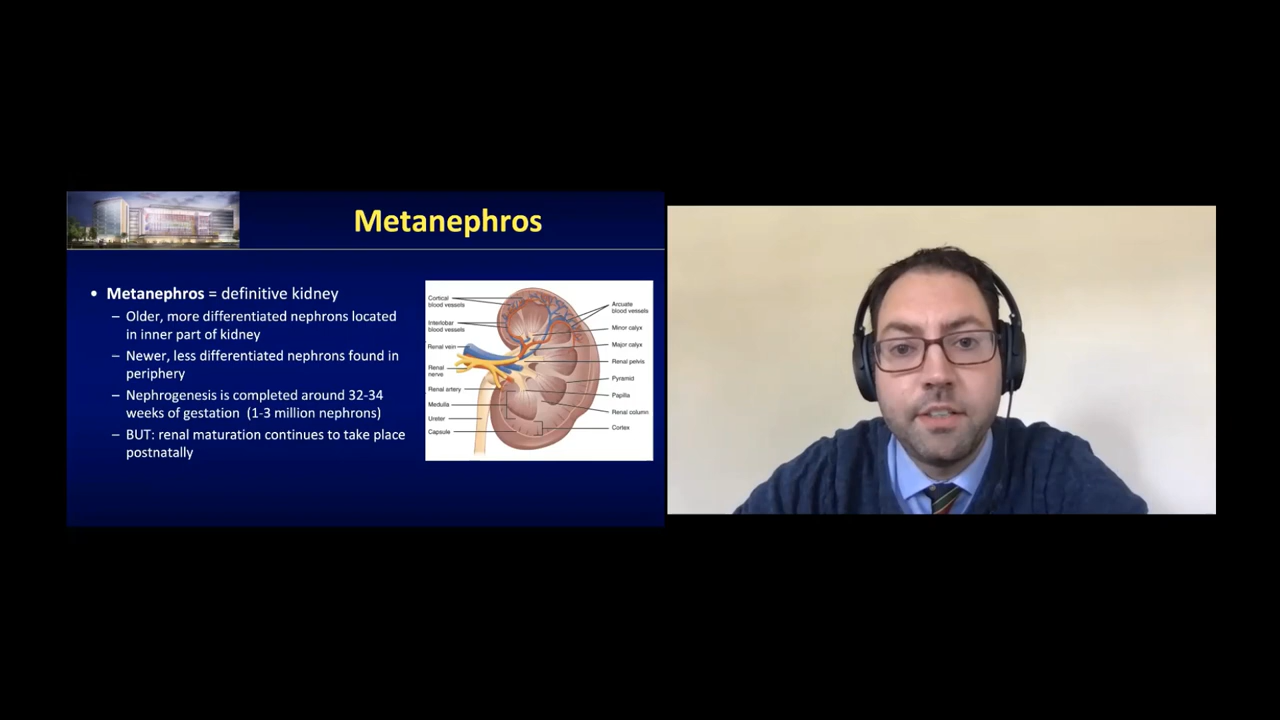 Metanephros
• Metanephros = definitive kidney
– Older, more differentiated nephrons located
in inner part of kidney
– Newer, less differentiated nephrons found in
periphery
– Nephrogenesis is completed around 32-34
weeks of gestation (1-3 million nephrons)
– BUT: renal maturation continues to take place
postnatally
Cortical
blood vessels
Interlobar
blood vessels
Renal vein
Renal
nerve
Renal artery
Medulla
Ureter
Capsule
Arcuate
blood vessels
Minor calyx
Major calyx
Renal pelvis
Pyramid
Papilla
Renal column
Cortex